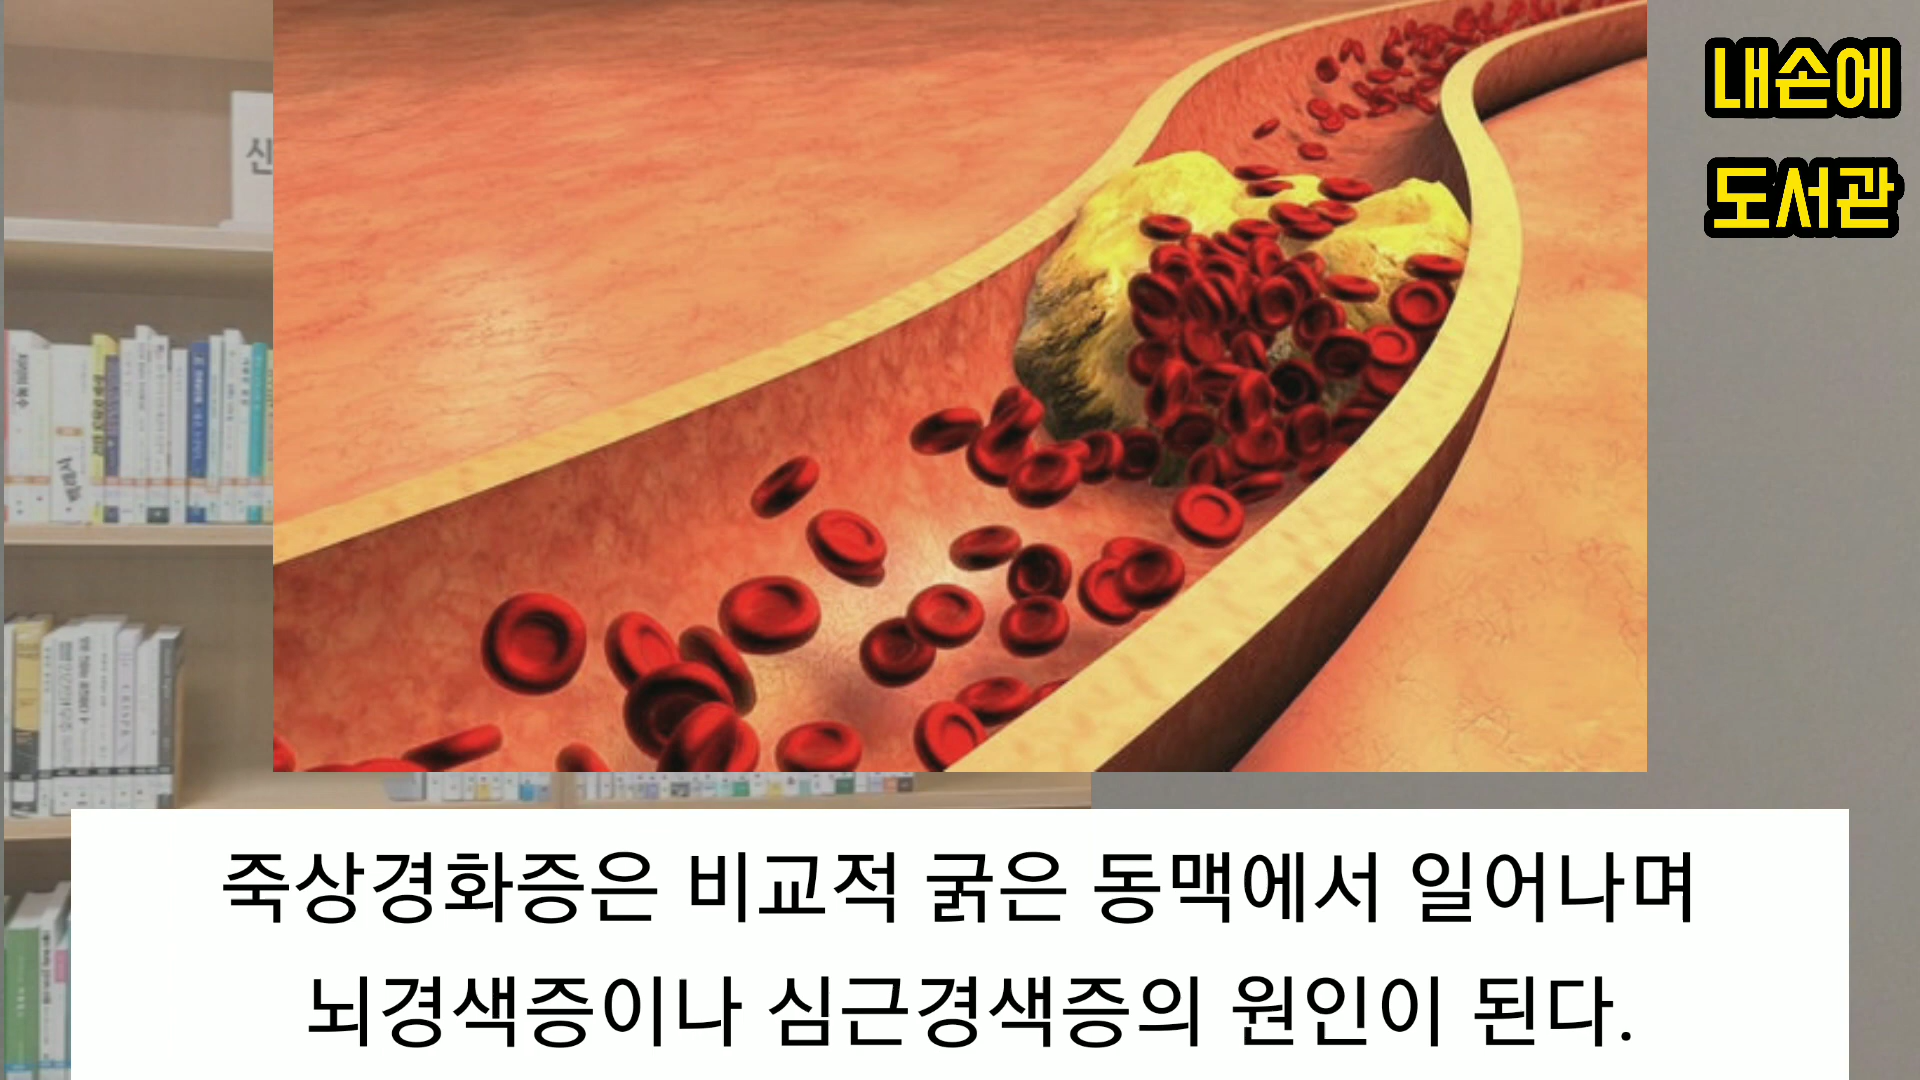 내손에
도서관
신
죽상경화증은 비교적 굵은 동맥에서 일어나며
뇌경색증이나 심근경색증의 원인이 된다.